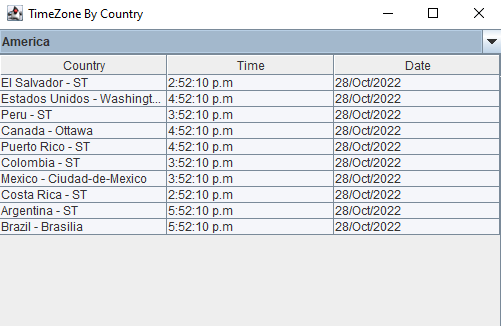 TimeZone By Country
America
Country Time Date
El Salvador - ST 2:52:10 p.m 28/Oct/2022
Estados Unidos - Washingt... 4:52:10 p.m 28/Oct/2022
Peru - ST 3:52:10 p.m 28/Oct/2022
Canada - Ottawa 4:52:10 p.m 28/Oct/2022
Puerto Rico - ST 4:52:10 p.m 28/Oct/2022
Colombia - ST 3:52:10 p.m 28/Oct/2022
Mexico - Ciudad-de-Mexico 3:52:10 p.m 28/Oct/2022
Costa Rica - ST 2:52:10 p.m 28/Oct/2022
Argentina - ST 5:52:10 p.m 28/Oct/2022
Brazil - Brasilia 5:52:10 p.m 28/Oct/2022